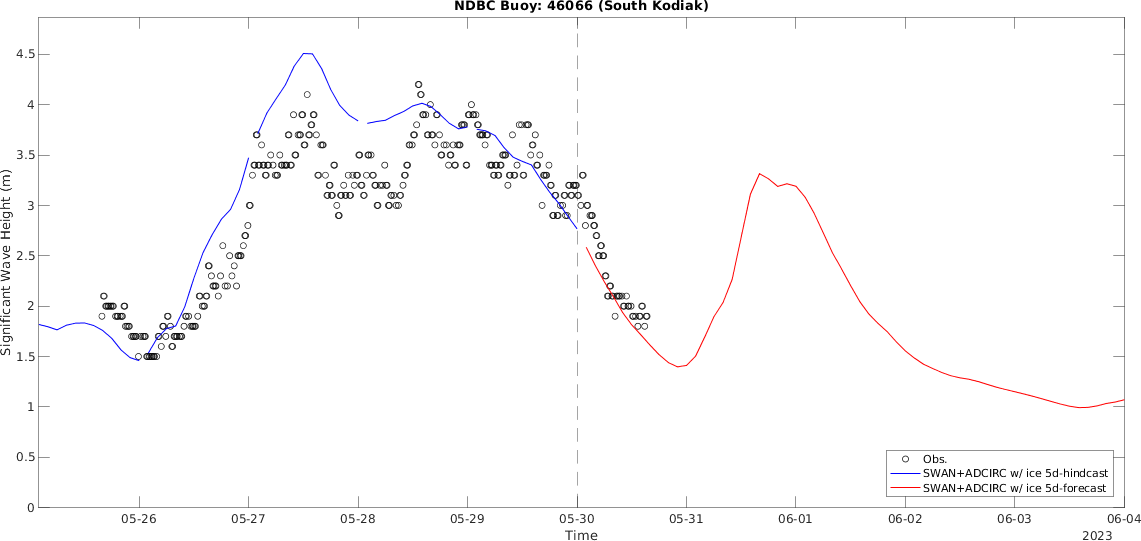 NDBC Buoy: 46066 (South Kodiak)
Significant Wave Height (m)
4.5
4
3.5
3
2.5
2
1.5
1
0.5
0
05-26 05-27 05-28 05-29 05-30 05-31 06-01 06-02 06-03 06-04
Time
2023
Obs.
SWAN+ADCIRC w/ ice 5d-hindcast
SWAN+ADCIRC w/ ice 5d-forecast